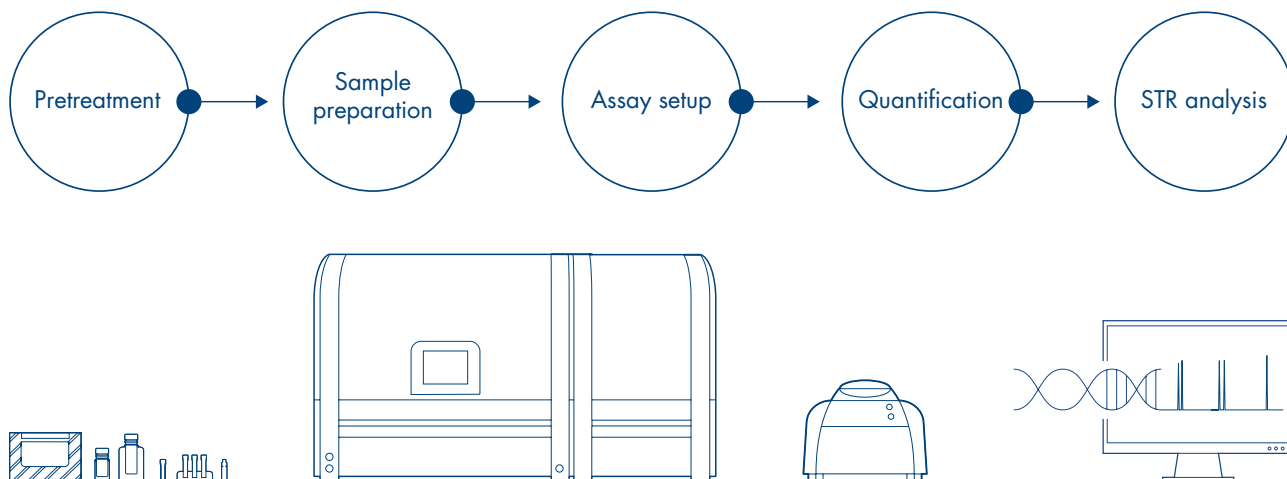 Pretreatment
Sample
preparation
Assay setup
Quantification
STR analysis